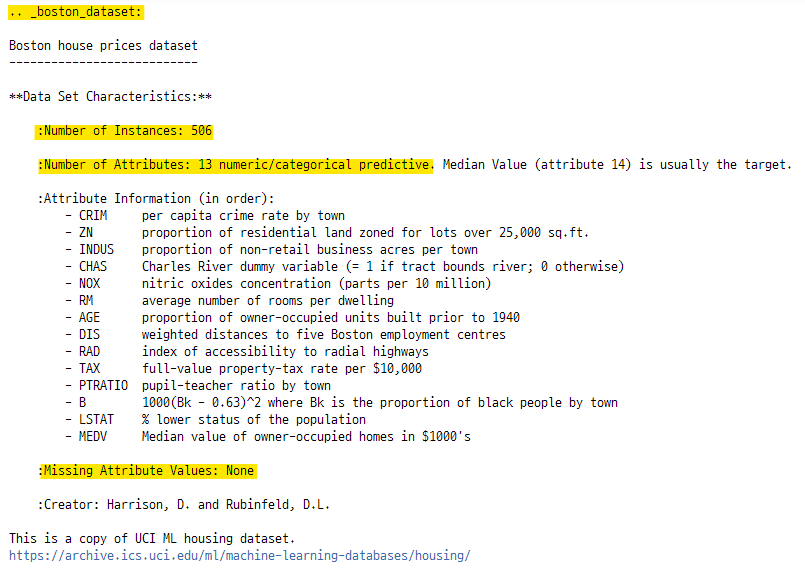 .. _boston_dataset:
Boston house prices dataset
---------------------------
**Data Set Characteristics:**
:Number of Instances: 506
:Number of Attributes: 13 numeric/categorical predictive. Median Value (attribute 14) is usually the target.
:Attribute Information (in order):
- CRIM     per capita crime rate by town
- ZN       proportion of residential land zoned for lots over 25,000 sq.ft.
- INDUS    proportion of non-retail business acres per town
- CHAS     Charles River dummy variable (= 1 if tract bounds river; 0 otherwise)
- NOX      nitric oxides concentration (parts per 10 million)
- RM       average number of rooms per dwelling
- AGE      proportion of owner-occupied units built prior to 1940
- DIS      weighted distances to five Boston employment centres
- RAD      index of accessibility to radial highways
- TAX      full-value property-tax rate per $10,000
- PTRATIO  pupil-teacher ratio by town
- B        1000(Bk - 0.63)^2 where Bk is the proportion of black people by town
- LSTAT    % lower status of the population
- MEDV     Median value of owner-occupied homes in $1000's
:Missing Attribute Values: None
:Creator: Harrison, D. and Rubinfeld, D.L.
This is a copy of UCI ML housing dataset.
https://archive.ics.uci.edu/ml/machine-learning-databases/housing/